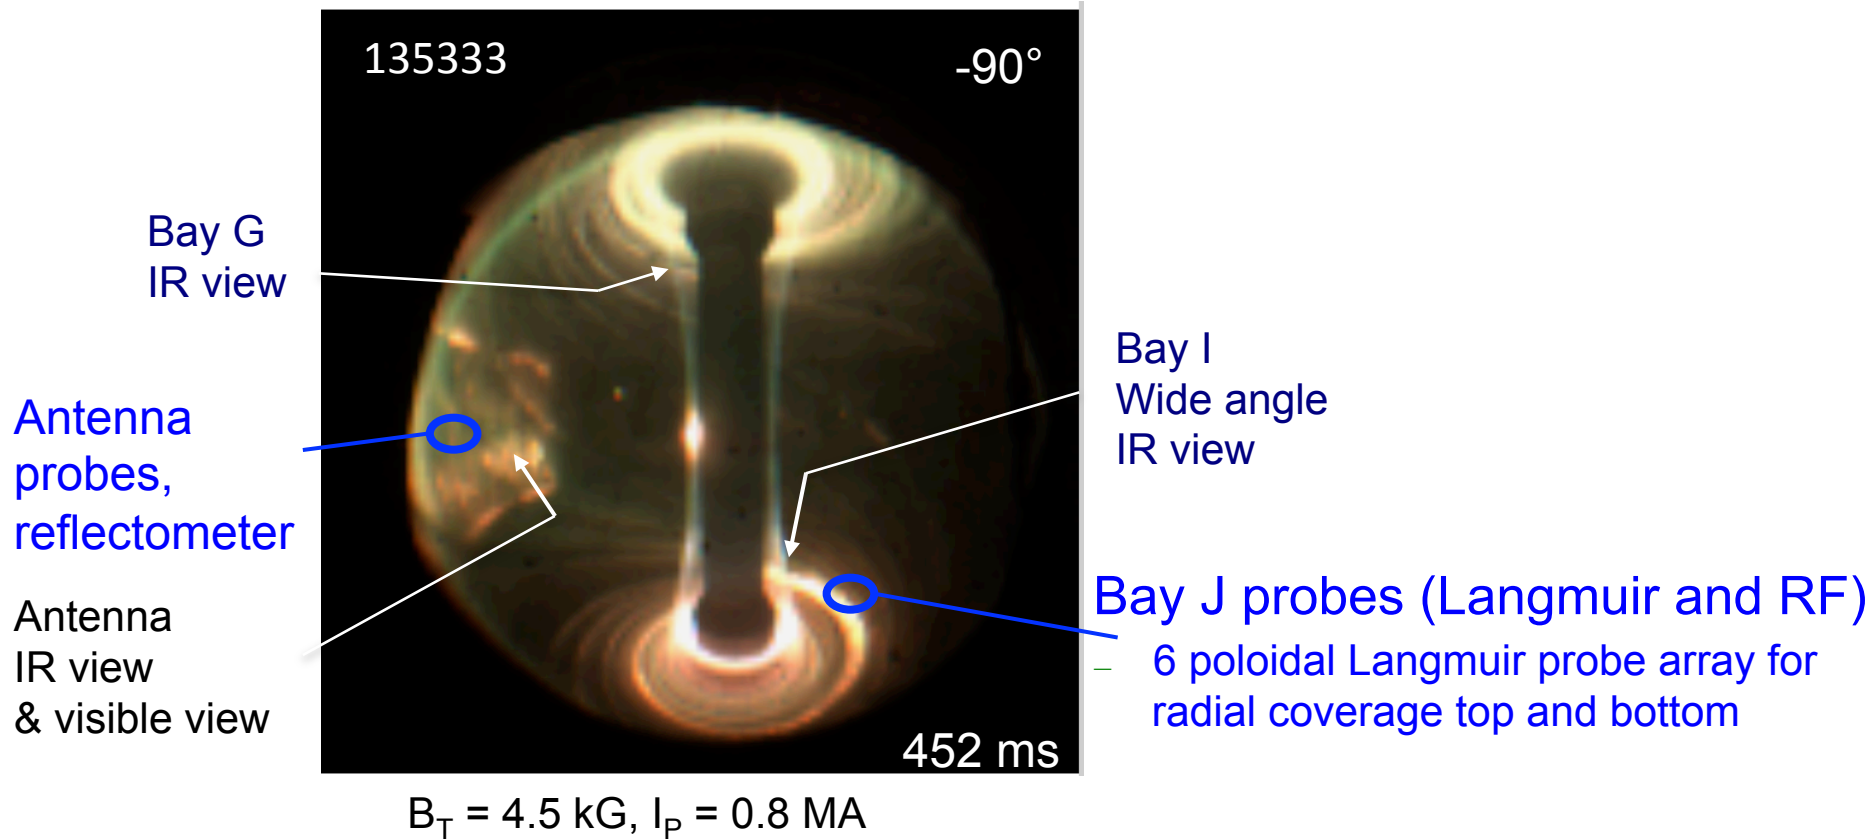 135333
-90°
Bay G
IR view
Antenna
probes,
reflectometer
Antenna
IR view
& visible view
Bay I
Wide angle
IR view
Bay J probes (Langmuir and RF)
– 6 poloidal Langmuir probe array for
radial coverage top and bottom
452 ms
B_T = 4.5 kG, I_P = 0.8 MA